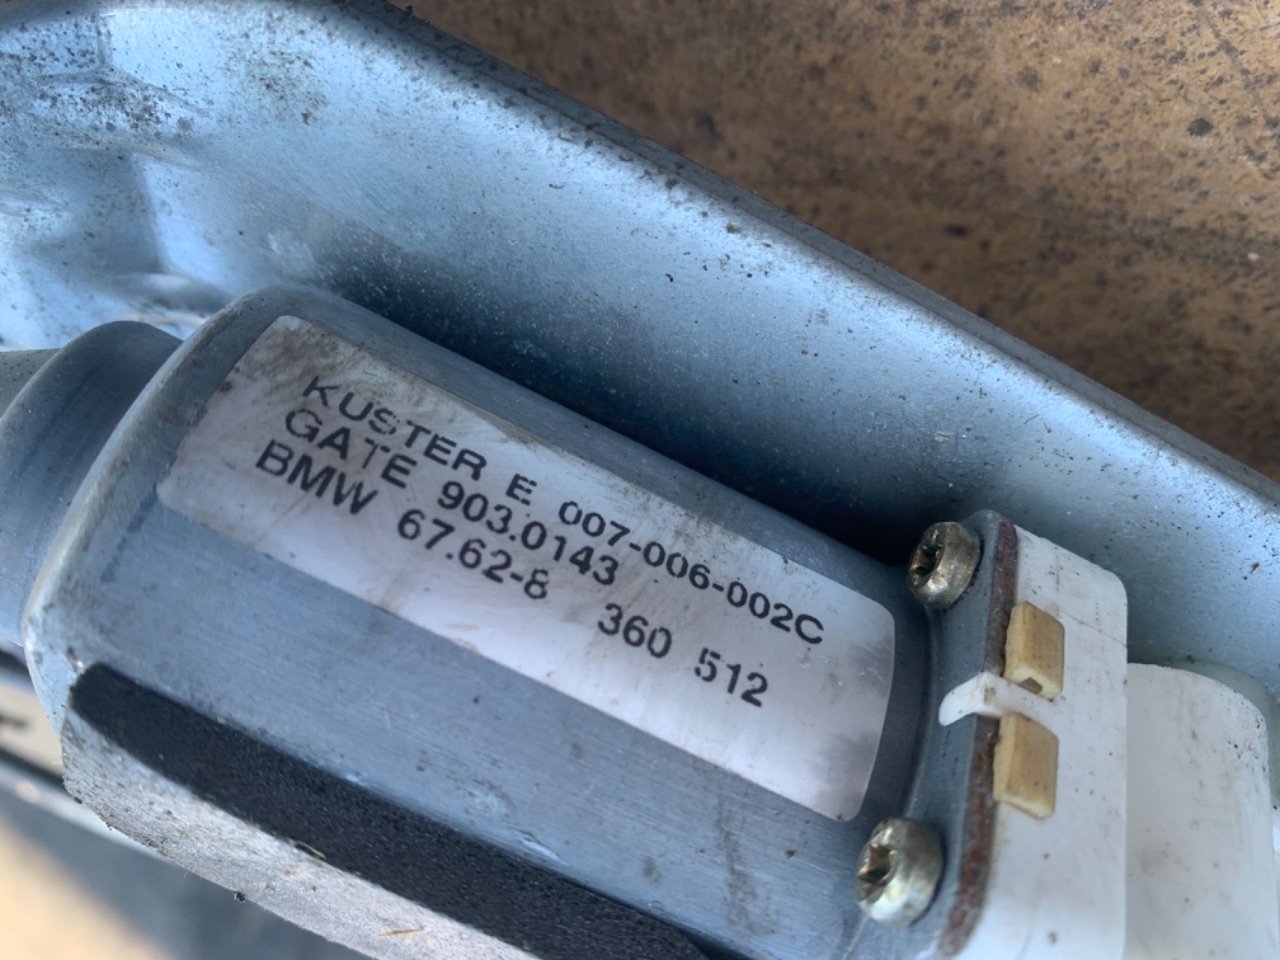 KUSTER E 007-006-002C
GATE 903.0143
BMW 67.62-8 360 512